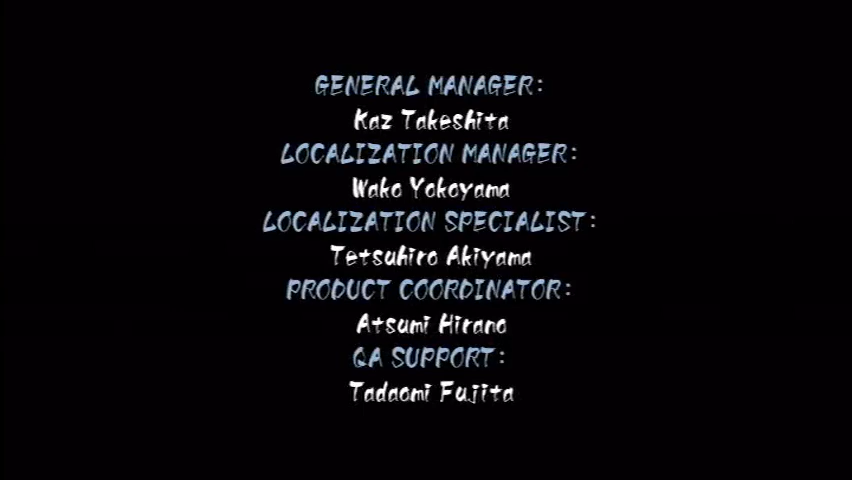 GENERAL MANAGER:
Kaz Takeshita
LOCALIZATION MANAGER:
Wako Yokoyama
LOCALIZATION SPECIALIST:
Tetsuhiro Akiyama
PRODUCT COORDINATOR:
Atsumi Hirano
QA SUPPORT:
Tadaomi Fujita